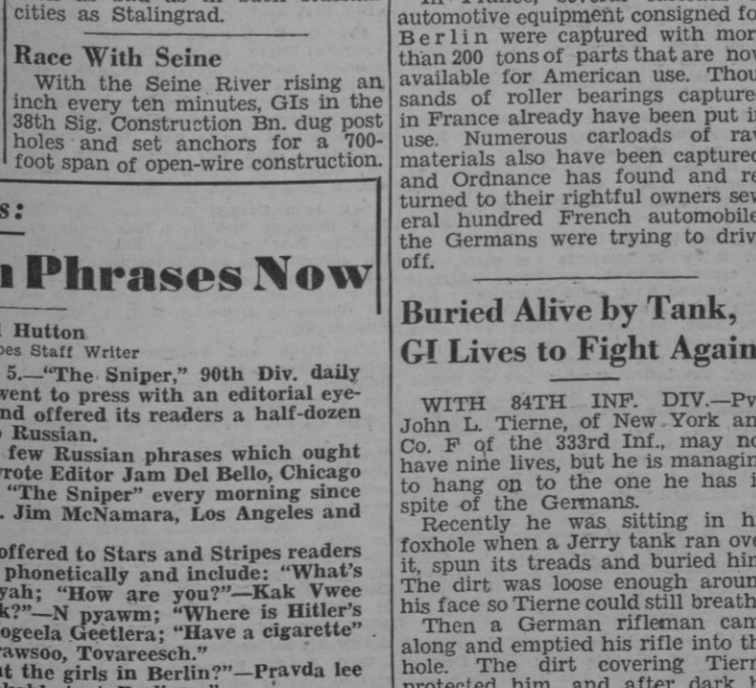 cities as Stalingrad.
Race With Seine
With the Seine River rising an
inch every ten minutes, GIs in the
38th Sig. Construction Bn. dug post
holes and set anchors for a 700-
foot span of open-wire construction.
s:
n Phrases Now
Hutton
pes Staff Writer
5.—"The Sniper," 90th Div. daily
went to press with an editorial eye-
nd offered its readers a half-dozen
Russian.
few Russian phrases which ought
wrote Editor Jam Del Bello, Chicago
"The Sniper" every morning since
. Jim McNamara, Los Angeles and
offered to Stars and Stripes readers
phonetically and include: "What's
yah; "How are you?"—Kak Vwee
k?"—N pyawm; "Where is Hitler's
ogeela Geetlera; "Have a cigarette"
awsoo, Tovareesch."
t the girls in Berlin?"—Pravda lee
automotive equipment consigned fo
Berlin were captured with mor
than 200 tons of parts that are now
available for American use. Thou
sands of roller bearings capture
in France already have been put i
use. Numerous carloads of ra
materials also have been captured
and Ordnance has found and re
turned to their rightful owners sev
eral hundred French automobile
the Germans were trying to driv
off.
Buried Alive by Tank,
GI Lives to Fight Again
WITH 84TH INF. DIV.—Pv
John L. Tierne, of New York an
Co. F of the 333rd Inf., may no
have nine lives, but he is managin
to hang on to the one he has i
spite of the Germans.
Recently he was sitting in h
foxhole when a Jerry tank ran ove
it, spun its treads and buried him
The dirt was loose enough aroun
his face so Tierne could still breath
Then a German rifleman cam
along and emptied his rifle into th
hole. The dirt covering Tiern
protected him, and after dark